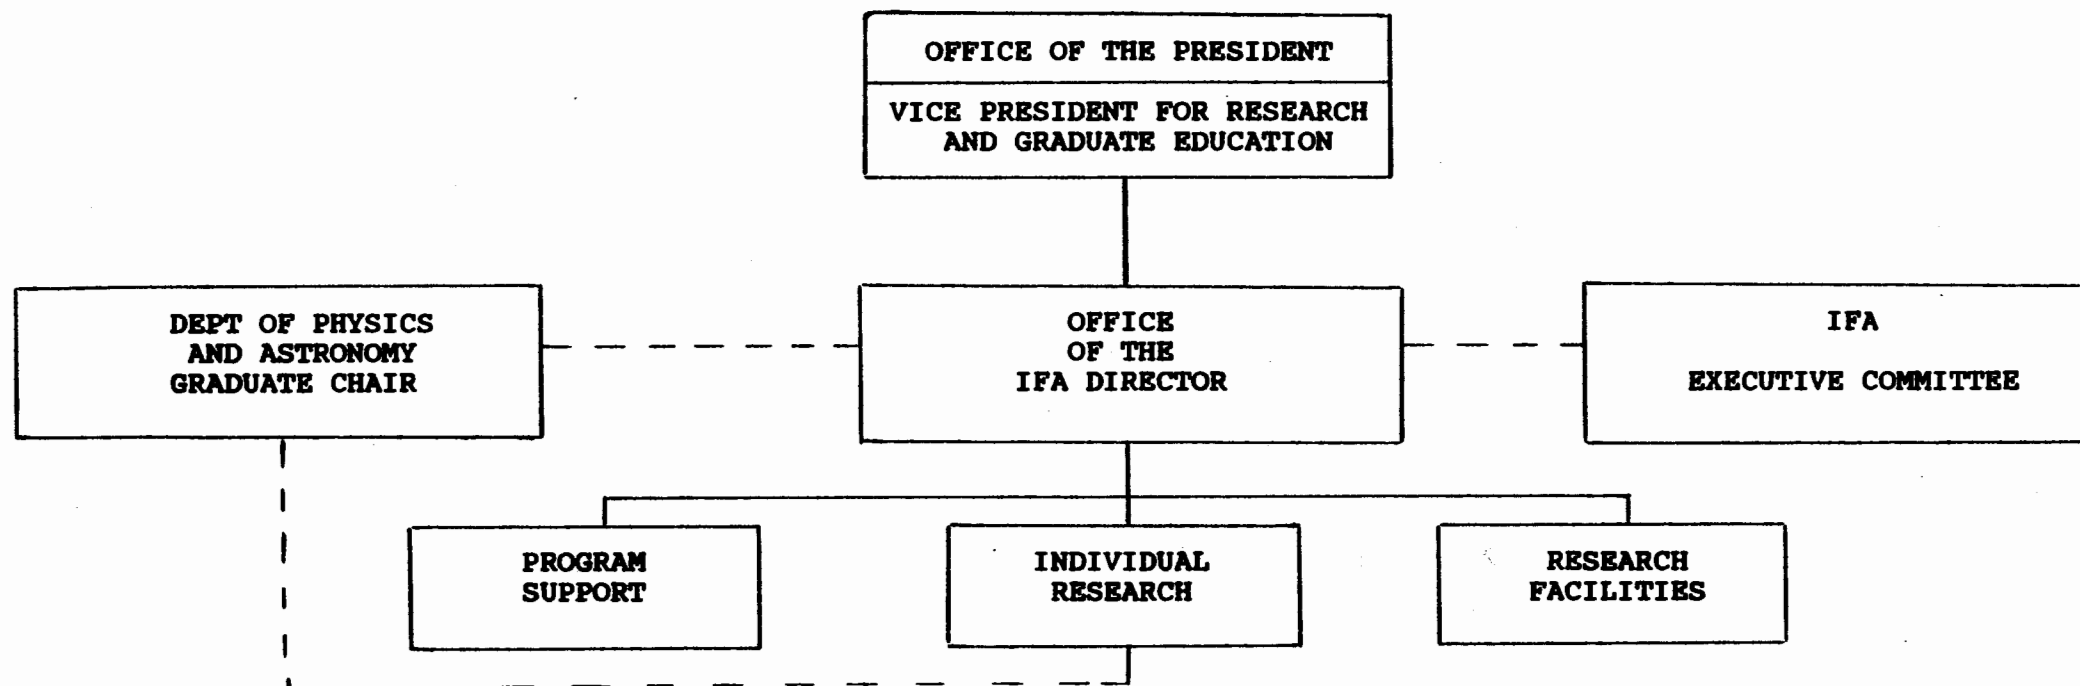 OFFICE OF THE PRESIDENT
VICE PRESIDENT FOR RESEARCH
AND GRADUATE EDUCATION
DEPT OF PHYSICS
AND ASTRONOMY
GRADUATE CHAIR
OFFICE
OF THE
IFA DIRECTOR
IFA
EXECUTIVE COMMITTEE
PROGRAM
SUPPORT
INDIVIDUAL
RESEARCH
RESEARCH
FACILITIES